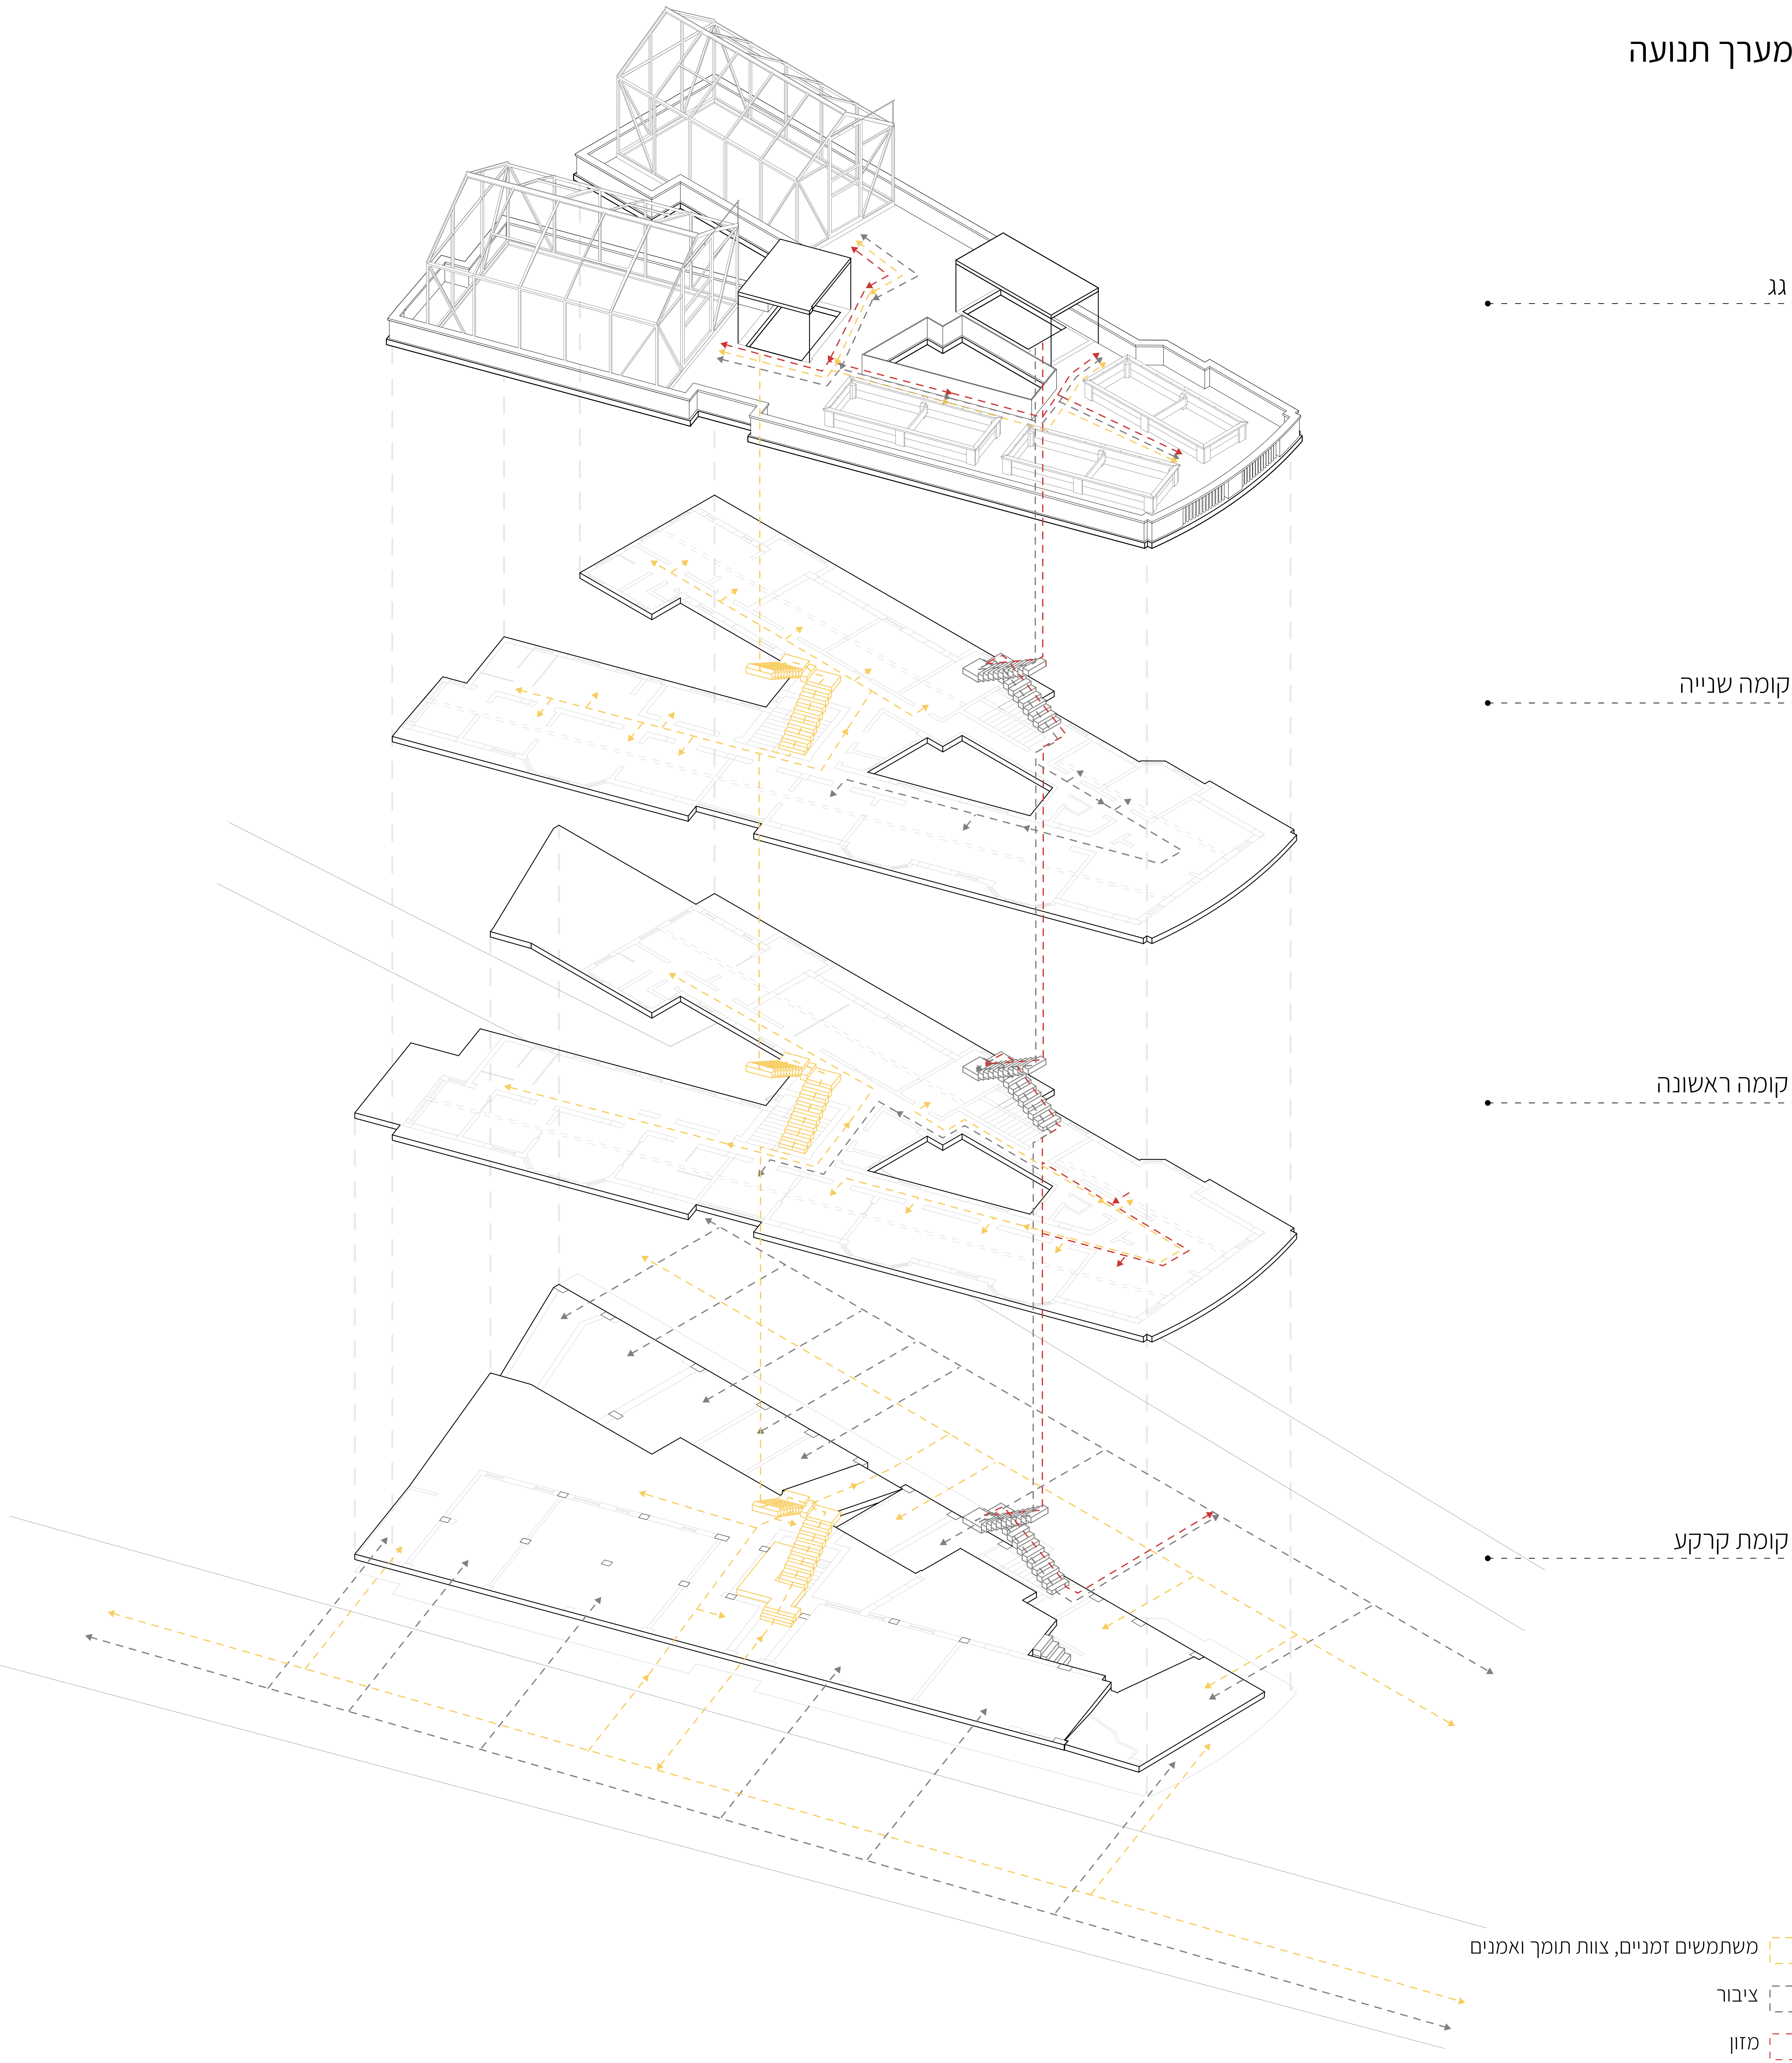 מערך תנועה
גג
קומה שנייה
קומה ראשונה
קומת קרקע
משתמשים זמניים, צוות תומך ואמנים
ציבור
מזון